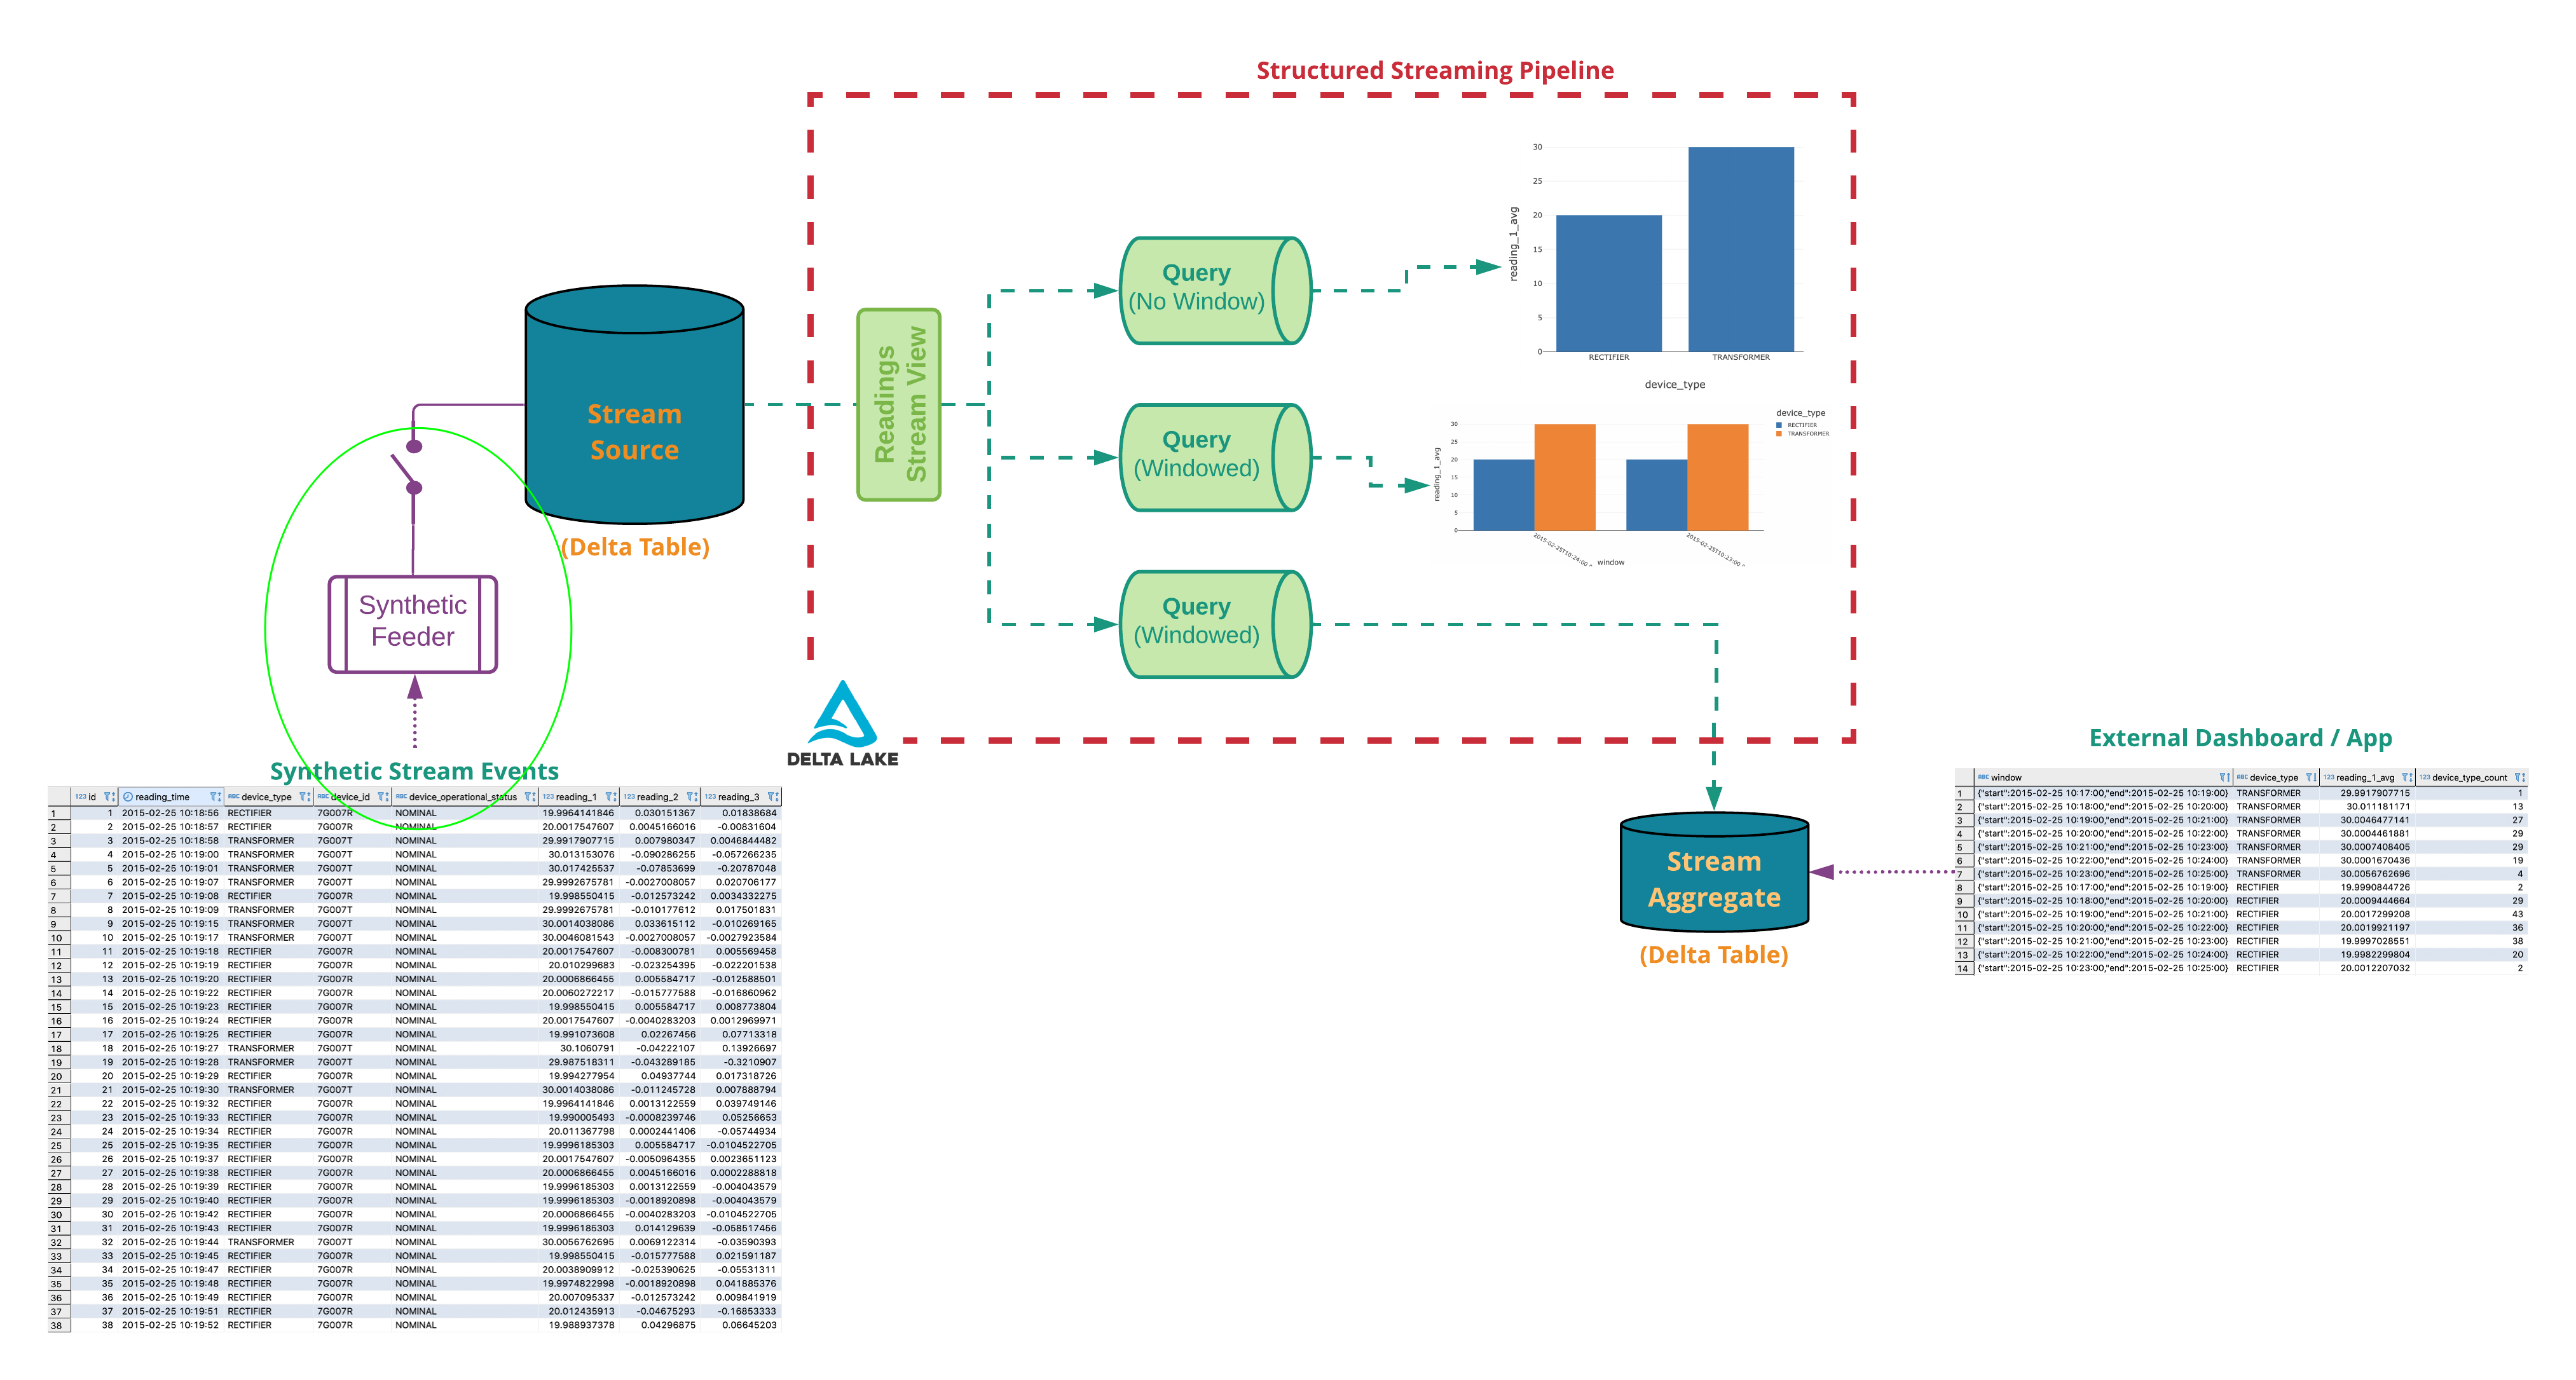 Structured Streaming Pipeline
30
25
20
15
10
5
0
reading_1_avg
RECTIFIER TRANSFORMER
device_type
Query
(No Window)
Readings
Stream View
Stream
Source
(Delta Table)
Query
(Windowed)
device_type
RECTIFIER
TRANSFORMER
30
25
20
15
10
5
0
reading_1_avg
2015-02-25T10:24:00.0
2015-02-25T10:23:00.0
window
Synthetic
Feeder
Query
(Windowed)
DELTA LAKE
Synthetic Stream Events
123 id reading_time ABC device_type ABC device_id ABC device_operational_status 123 reading_1 123 reading_2 123 reading_3
1 1 2015-02-25 10:18:56 RECTIFIER 7G007R NOMINAL 19.9964141846 0.030151367 0.01838684
2 2 2015-02-25 10:18:57 RECTIFIER 7G007R NOMINAL 20.0017547607 0.0045166016 -0.00831604
3 3 2015-02-25 10:18:58 TRANSFORMER 7G007T NOMINAL 29.9917907715 0.007980347 0.0046844482
4 4 2015-02-25 10:19:00 TRANSFORMER 7G007T NOMINAL 30.013153076 -0.090286255 -0.057266235
5 5 2015-02-25 10:19:01 TRANSFORMER 7G007T NOMINAL 30.017425537 -0.07853699 -0.20787048
6 6 2015-02-25 10:19:07 TRANSFORMER 7G007T NOMINAL 29.9992675781 -0.0027008057 0.020706177
7 7 2015-02-25 10:19:08 RECTIFIER 7G007R NOMINAL 19.998550415 -0.012573242 0.0034332275
8 8 2015-02-25 10:19:09 TRANSFORMER 7G007T NOMINAL 29.9992675781 -0.010177612 0.017501831
9 9 2015-02-25 10:19:15 TRANSFORMER 7G007T NOMINAL 30.0014038086 0.033615112 -0.010269165
10 10 2015-02-25 10:19:17 TRANSFORMER 7G007T NOMINAL 30.0046081543 -0.0027008057 -0.0027923584
11 11 2015-02-25 10:19:18 RECTIFIER 7G007R NOMINAL 20.0017547607 -0.008300781 0.005569458
12 12 2015-02-25 10:19:19 RECTIFIER 7G007R NOMINAL 20.010299683 -0.023254395 -0.022201538
13 13 2015-02-25 10:19:20 RECTIFIER 7G007R NOMINAL 20.0006866455 0.005584717 -0.012588501
14 14 2015-02-25 10:19:22 RECTIFIER 7G007R NOMINAL 20.0060272217 -0.015777588 -0.016860962
15 15 2015-02-25 10:19:23 RECTIFIER 7G007R NOMINAL 19.998550415 0.005584717 0.008773804
16 16 2015-02-25 10:19:24 RECTIFIER 7G007R NOMINAL 20.0017547607 -0.0040283203 0.0012969971
17 17 2015-02-25 10:19:25 RECTIFIER 7G007R NOMINAL 19.991073608 0.02267456 0.07713318
18 18 2015-02-25 10:19:27 TRANSFORMER 7G007T NOMINAL 30.1060791 -0.04222107 0.13926697
19 19 2015-02-25 10:19:28 TRANSFORMER 7G007T NOMINAL 29.987518311 -0.043289185 -0.3210907
20 20 2015-02-25 10:19:29 RECTIFIER 7G007R NOMINAL 19.994277954 0.04937744 0.017318726
21 21 2015-02-25 10:19:30 TRANSFORMER 7G007T NOMINAL 30.0014038086 -0.011245728 0.007888794
22 22 2015-02-25 10:19:32 RECTIFIER 7G007R NOMINAL 19.9964141846 0.0013122559 0.039749146
23 23 2015-02-25 10:19:33 RECTIFIER 7G007R NOMINAL 19.990005493 -0.0008239746 0.05256653
24 24 2015-02-25 10:19:34 RECTIFIER 7G007R NOMINAL 20.011367798 0.0002441406 -0.05744934
25 25 2015-02-25 10:19:35 RECTIFIER 7G007R NOMINAL 19.9996185303 0.005584717 -0.0104522705
26 26 2015-02-25 10:19:37 RECTIFIER 7G007R NOMINAL 20.0017547607 -0.0050964355 0.0023651123
27 27 2015-02-25 10:19:38 RECTIFIER 7G007R NOMINAL 20.0006866455 0.0045166016 0.0002288818
28 28 2015-02-25 10:19:39 RECTIFIER 7G007R NOMINAL 19.9996185303 0.0013122559 -0.004043579
29 29 2015-02-25 10:19:40 RECTIFIER 7G007R NOMINAL 19.9996185303 -0.0018920898 -0.004043579
30 30 2015-02-25 10:19:42 RECTIFIER 7G007R NOMINAL 20.0006866455 -0.0040283203 -0.0104522705
31 31 2015-02-25 10:19:43 RECTIFIER 7G007R NOMINAL 19.9996185303 0.014129639 -0.058517456
32 32 2015-02-25 10:19:44 TRANSFORMER 7G007T NOMINAL 30.0056762695 0.0069122314 -0.03590393
33 33 2015-02-25 10:19:45 RECTIFIER 7G007R NOMINAL 19.998550415 -0.015777588 0.021591187
34 34 2015-02-25 10:19:47 RECTIFIER 7G007R NOMINAL 20.0038909912 -0.025390625 -0.05531311
35 35 2015-02-25 10:19:48 RECTIFIER 7G007R NOMINAL 19.9974822998 -0.0018920898 0.041885376
36 36 2015-02-25 10:19:49 RECTIFIER 7G007R NOMINAL 20.007095337 -0.012573242 0.009841919
37 37 2015-02-25 10:19:51 RECTIFIER 7G007R NOMINAL 20.012435913 -0.04675293 -0.16853333
38 38 2015-02-25 10:19:52 RECTIFIER 7G007R NOMINAL 19.988937378 0.04296875 0.06645203
Stream
Aggregate
(Delta Table)
External Dashboard / App
ABC window ABC device_type 123 reading_1_avg 123 device_type_count
1 {"start":2015-02-25 10:17:00,"end":2015-02-25 10:19:00} TRANSFORMER 29.9917907715 1
2 {"start":2015-02-25 10:18:00,"end":2015-02-25 10:20:00} TRANSFORMER 30.011181171 13
3 {"start":2015-02-25 10:19:00,"end":2015-02-25 10:21:00} TRANSFORMER 30.0046477141 27
4 {"start":2015-02-25 10:20:00,"end":2015-02-25 10:22:00} TRANSFORMER 30.0004461881 29
5 {"start":2015-02-25 10:21:00,"end":2015-02-25 10:23:00} TRANSFORMER 30.0007408405 29
6 {"start":2015-02-25 10:22:00,"end":2015-02-25 10:24:00} TRANSFORMER 30.0001670436 19
7 {"start":2015-02-25 10:23:00,"end":2015-02-25 10:25:00} TRANSFORMER 30.0056762696 4
8 {"start":2015-02-25 10:17:00,"end":2015-02-25 10:19:00} RECTIFIER 19.9990844726 2
9 {"start":2015-02-25 10:18:00,"end":2015-02-25 10:20:00} RECTIFIER 20.0009444664 29
10 {"start":2015-02-25 10:19:00,"end":2015-02-25 10:21:00} RECTIFIER 20.0017299208 43
11 {"start":2015-02-25 10:20:00,"end":2015-02-25 10:22:00} RECTIFIER 20.0019921197 36
12 {"start":2015-02-25 10:21:00,"end":2015-02-25 10:23:00} RECTIFIER 19.9997028551 38
13 {"start":2015-02-25 10:22:00,"end":2015-02-25 10:24:00} RECTIFIER 19.9982299804 20
14 {"start":2015-02-25 10:23:00,"end":2015-02-25 10:25:00} RECTIFIER 20.0012207032 2